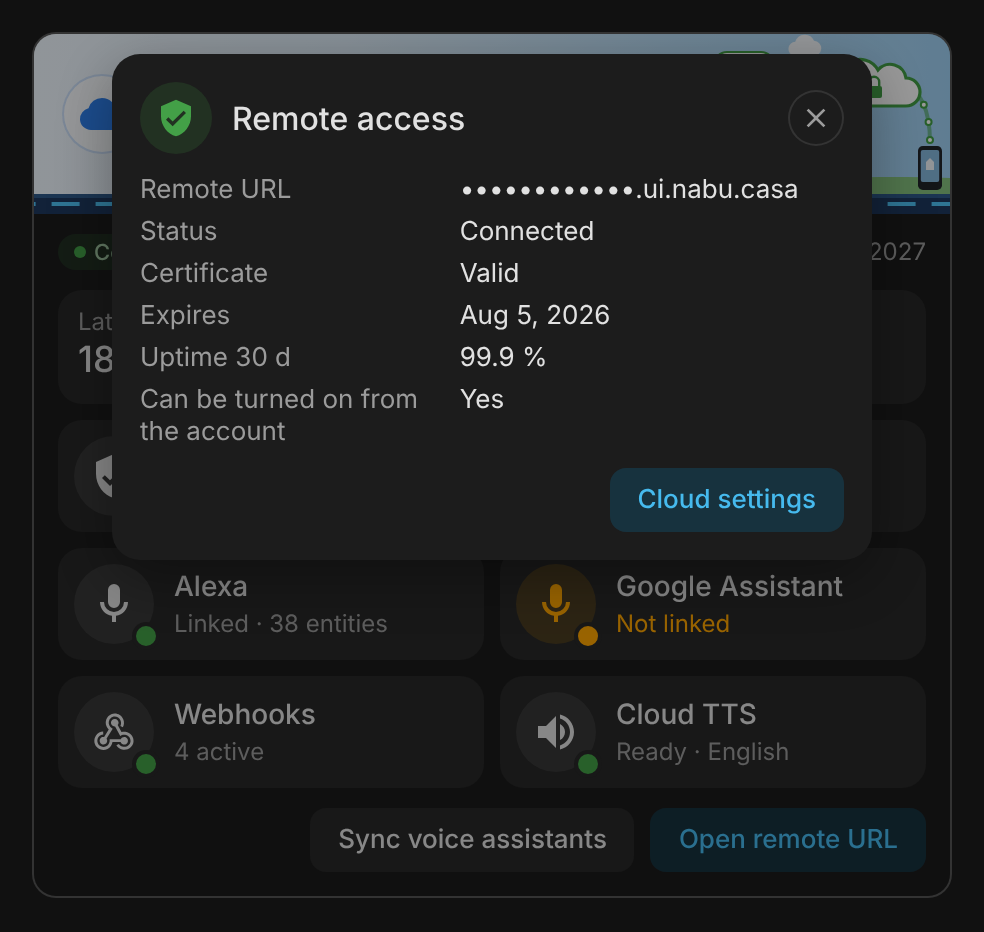 Remote access
Remote URL ••••••••••••.ui.nabu.casa
Status Connected
Certificate Valid
Expires Aug 5, 2026
Uptime 30 d 99.9 %
Can be turned on from Yes
the account
Cloud settings
2027
18
Alexa
Linked · 38 entities
Google Assistant
Not linked
Webhooks
4 active
Cloud TTS
Ready · English
Sync voice assistants
Open remote URL